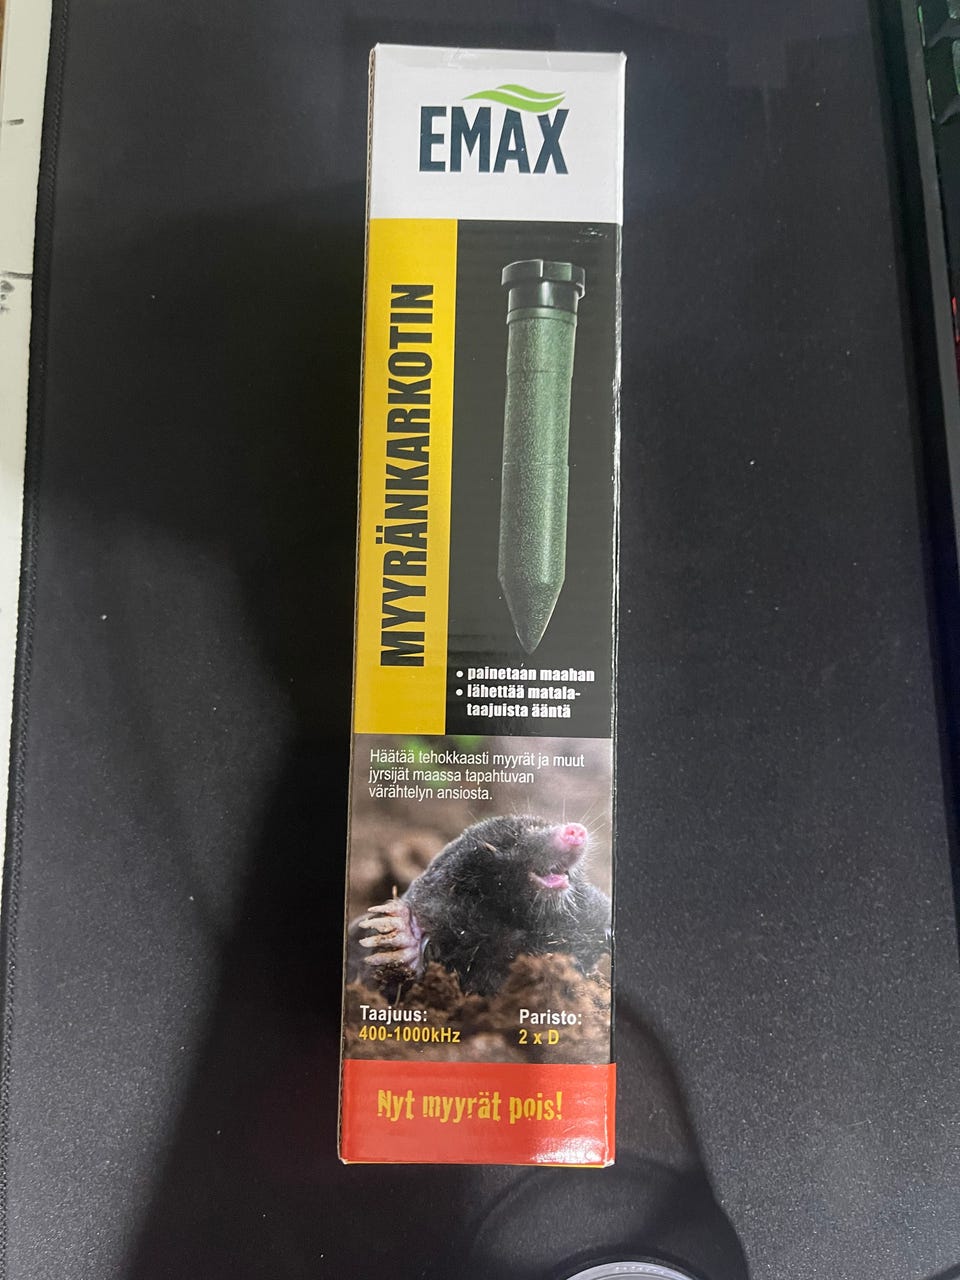 EMAX
MYYRÄNKARKOTIN
• painetaan maahan
• lähettää matala-
taajuista ääntä
Häätää tehokkaasti myyrät ja muut
jyrsijät maassa tapahtuvan
värähtelyn ansiosta.
Taajuus:
400-1000kHz
Paristo:
2 x D
Nyt myyrät pois!